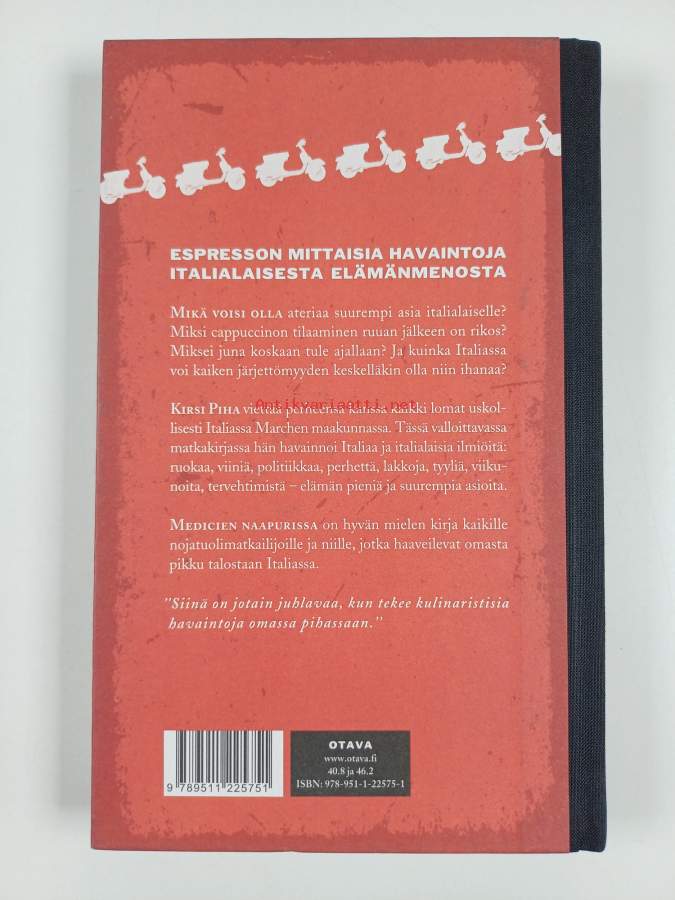 ESPRESSON MITTAISIA HAVAINTOJA
ITALIALAISESTA ELÄMÄNMENOSTA
MIKÄ VOISI OLLA ateriaa suurempi asia italialaiselle?
Miksi cappuccinon tilaaminen ruuan jälkeen on rikos?
Miksei juna koskaan tule ajallaan? Ja kuinka Italiassa
voi kaiken järjettömyyden keskelläkin olla niin ihanaa?
Antikvariaatti.net
KIRSI PIHA viettää perheensä kanssa kaikki lomat uskol-
lisesti Italiassa Marchen maakunnassa. Tässä valloittavassa
matkakirjassa hän havainnoi Italiaa ja italialaisia ilmiöitä:
ruokaa, viiniä, politiikkaa, perhettä, lakkoja, tyyliä, viiku-
noita, tervehtimistä – elämän pieniä ja suurempia asioita.
MEDICIEN NAAPURISSA on hyvän mielen kirja kaikille
nojatuolimatkailijoille ja niille, jotka haaveilevat omasta
pikku talostaan Italiassa.
"Siinä on jotain juhlavaa, kun tekee kulinaristisia
havaintoja omassa pihassaan."
OTAVA
www.otava.fi
40.8 ja 46.2
ISBN: 978-951-1-22575-1
9 789511 225751